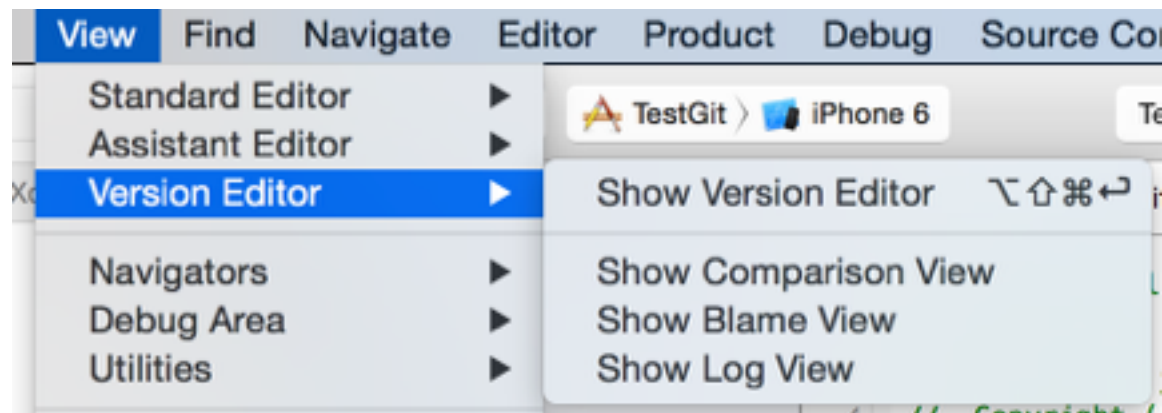 View Find Navigate Editor Product Debug Source
Standard Editor
Assistant Editor
Version Editor
Navigators
Debug Area
Utilities
TestGit iPhone 6
Show Version Editor ⌥⇧⌘↩
Show Comparison View
Show Blame View
Show Log View